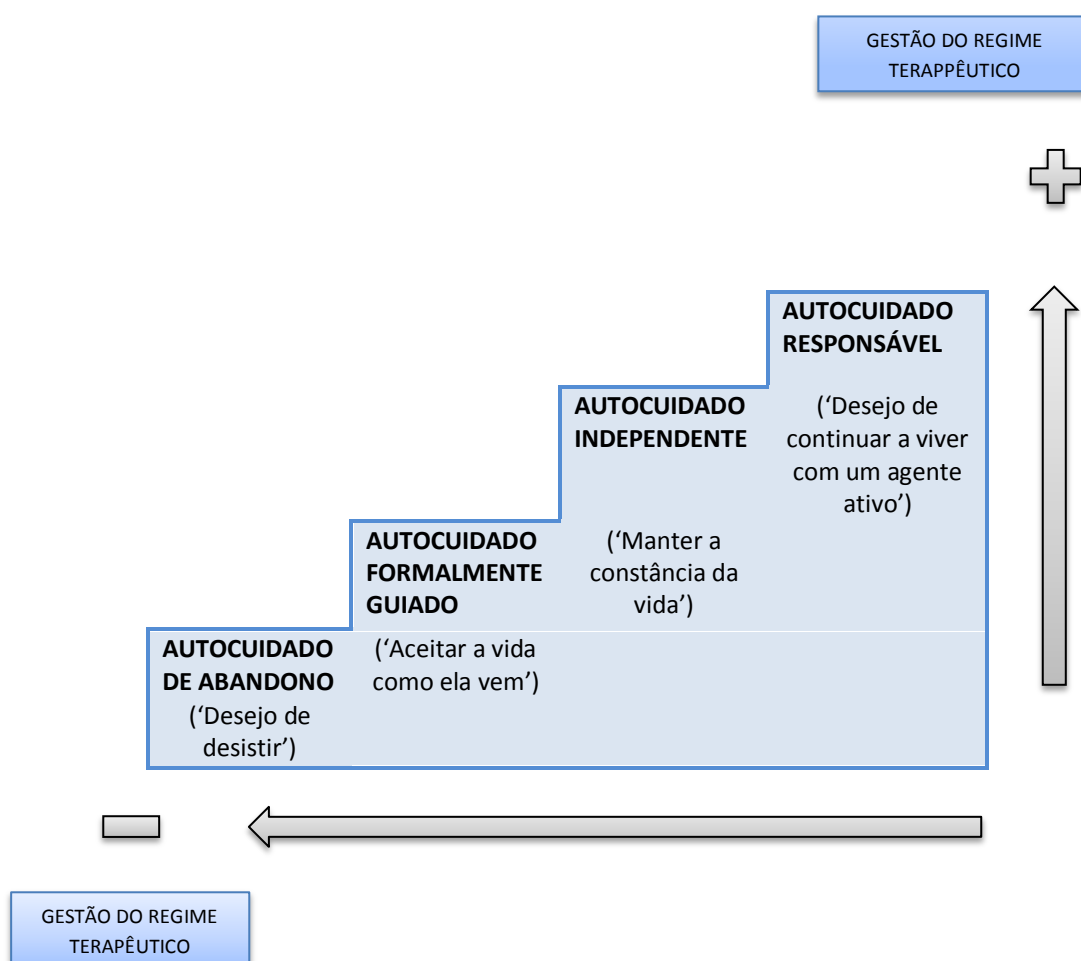 GESTÃO DO REGIME
TERAPPÊUTICO
AUTOCUIDADO
RESPONSÁVEL
(‘Desejo de
continuar a viver
com um agente
ativo’)
AUTOCUIDADO
INDEPENDENTE
(‘Manter a
constância da
vida’)
AUTOCUIDADO
FORMALMENTE
GUIADO
(‘Aceitar a vida
como ela vem’)
AUTOCUIDADO
DE ABANDONO
(‘Desejo de
desistir’)
GESTÃO DO REGIME
TERAPÊUTICO